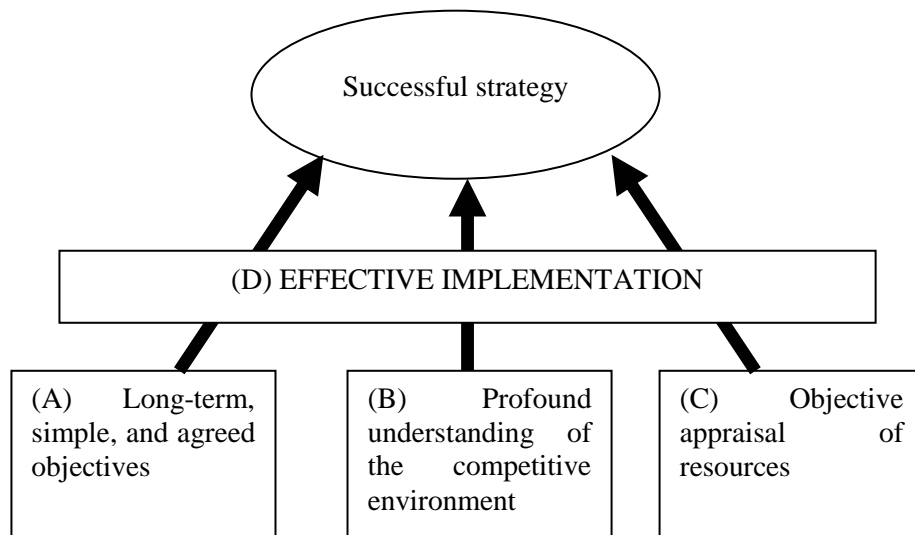 Successful strategy
(D) EFFECTIVE IMPLEMENTATION
(A) Long-term,
simple, and agreed
objectives
(B) Profound
understanding of
the competitive
environment
(C) Objective
appraisal of
resources